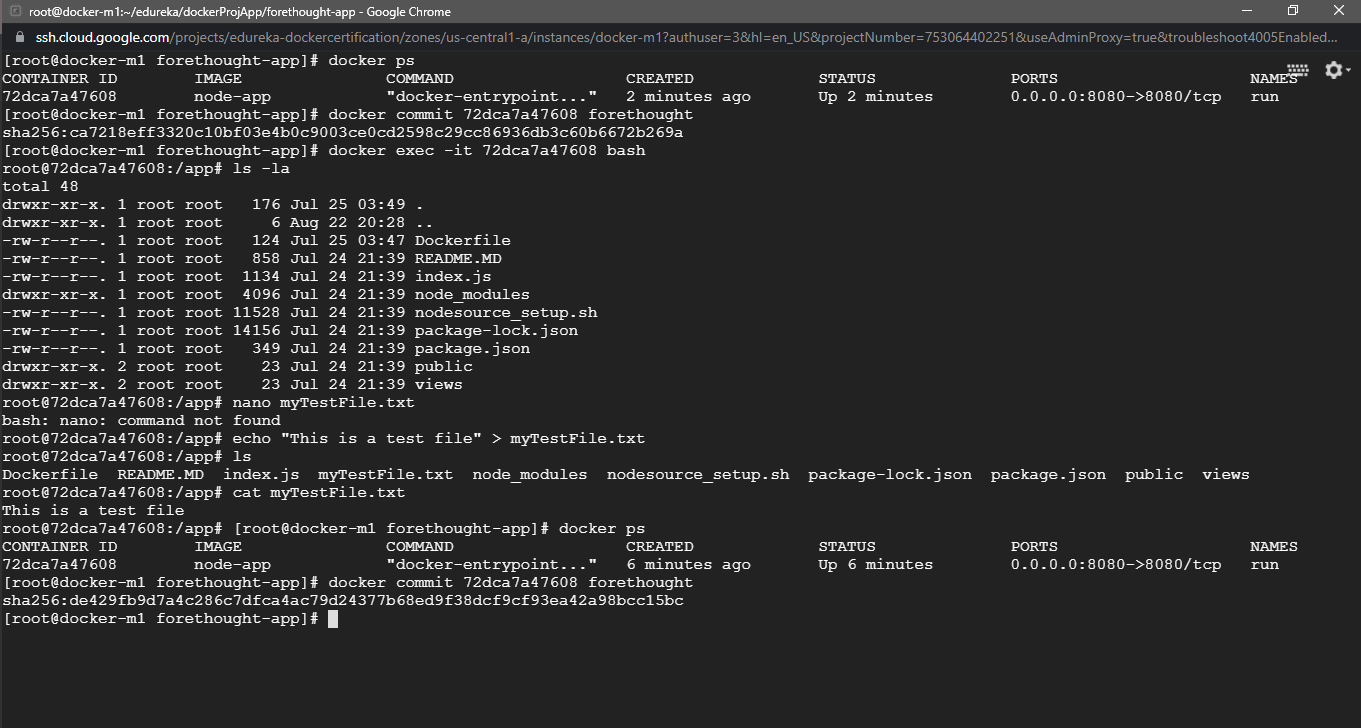 root@docker-m1:~/edureka/dockerProjApp/forethought-app - Google Chrome
ssh.cloud.google.com/projects/edureka-dockercertification/zones/us-central1-a/instances/docker-m1?authuser=3&hl=en_US&projectNumber=753064402251&useAdminProxy=true&troubleshoot4005Enabled...
[root@docker-m1 forethought-app]# docker ps
CONTAINER ID        IMAGE               COMMAND                  CREATED             STATUS              PORTS                    NAMES
72dca7a47608        node-app            "docker-entrypoint..."   2 minutes ago       Up 2 minutes        0.0.0.0:8080->8080/tcp   run
[root@docker-m1 forethought-app]# docker commit 72dca7a47608 forethought
sha256:ca7218eff3320c10bf03e4b0c9003ce0cd2598c29cc86936db3c60b6672b269a
[root@docker-m1 forethought-app]# docker exec -it 72dca7a47608 bash
root@72dca7a47608:/app# ls -la
total 48
drwxr-xr-x. 1 root root   176 Jul 25 03:49 .
drwxr-xr-x. 1 root root     6 Aug 22 20:28 ..
-rw-r--r--. 1 root root   124 Jul 25 03:47 Dockerfile
-rw-r--r--. 1 root root   858 Jul 24 21:39 README.MD
-rw-r--r--. 1 root root  1134 Jul 24 21:39 index.js
drwxr-xr-x. 1 root root  4096 Jul 24 21:39 node_modules
-rw-r--r--. 1 root root 11528 Jul 24 21:39 nodesource_setup.sh
-rw-r--r--. 1 root root 14156 Jul 24 21:39 package-lock.json
-rw-r--r--. 1 root root   349 Jul 24 21:39 package.json
drwxr-xr-x. 2 root root    23 Jul 24 21:39 public
drwxr-xr-x. 2 root root    23 Jul 24 21:39 views
root@72dca7a47608:/app# nano myTestFile.txt
bash: nano: command not found
root@72dca7a47608:/app# echo "This is a test file" > myTestFile.txt
root@72dca7a47608:/app# ls
Dockerfile  README.MD  index.js  myTestFile.txt  node_modules  nodesource_setup.sh  package-lock.json  package.json  public  views
root@72dca7a47608:/app# cat myTestFile.txt
This is a test file
root@72dca7a47608:/app# [root@docker-m1 forethought-app]# docker ps
CONTAINER ID        IMAGE               COMMAND                  CREATED             STATUS              PORTS                    NAMES
72dca7a47608        node-app            "docker-entrypoint..."   6 minutes ago       Up 6 minutes        0.0.0.0:8080->8080/tcp   run
[root@docker-m1 forethought-app]# docker commit 72dca7a47608 forethought
sha256:de429fb9d7a4c286c7dfca4ac79d24377b68ed9f38dcf9cf93ea42a98bcc15bc
[root@docker-m1 forethought-app]#